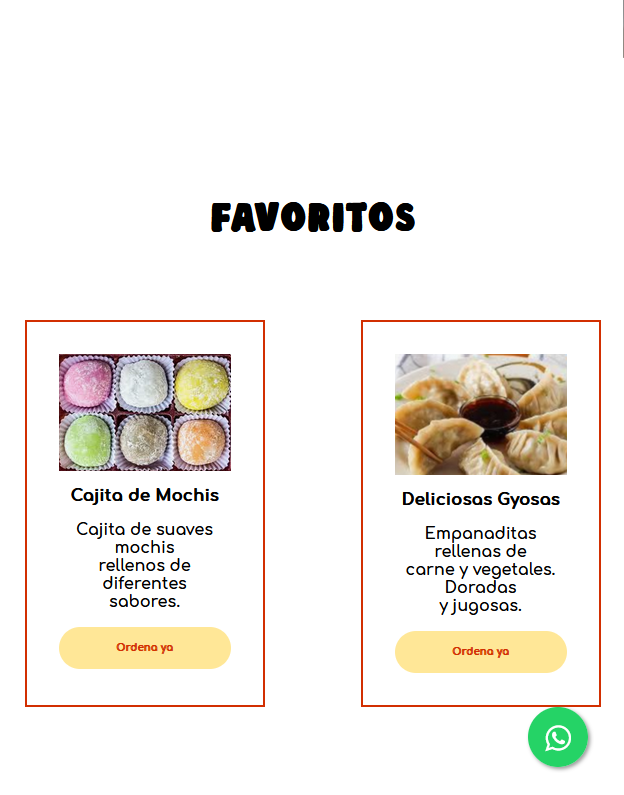 FAVORITOS
Cajita de Mochis
Cajita de suaves
mochis
rellenos de
diferentes
sabores.
Ordena ya
Deliciosas Gyosas
Empanaditas
rellenas de
carne y vegetales.
Doradas
y jugosas.
Ordena ya